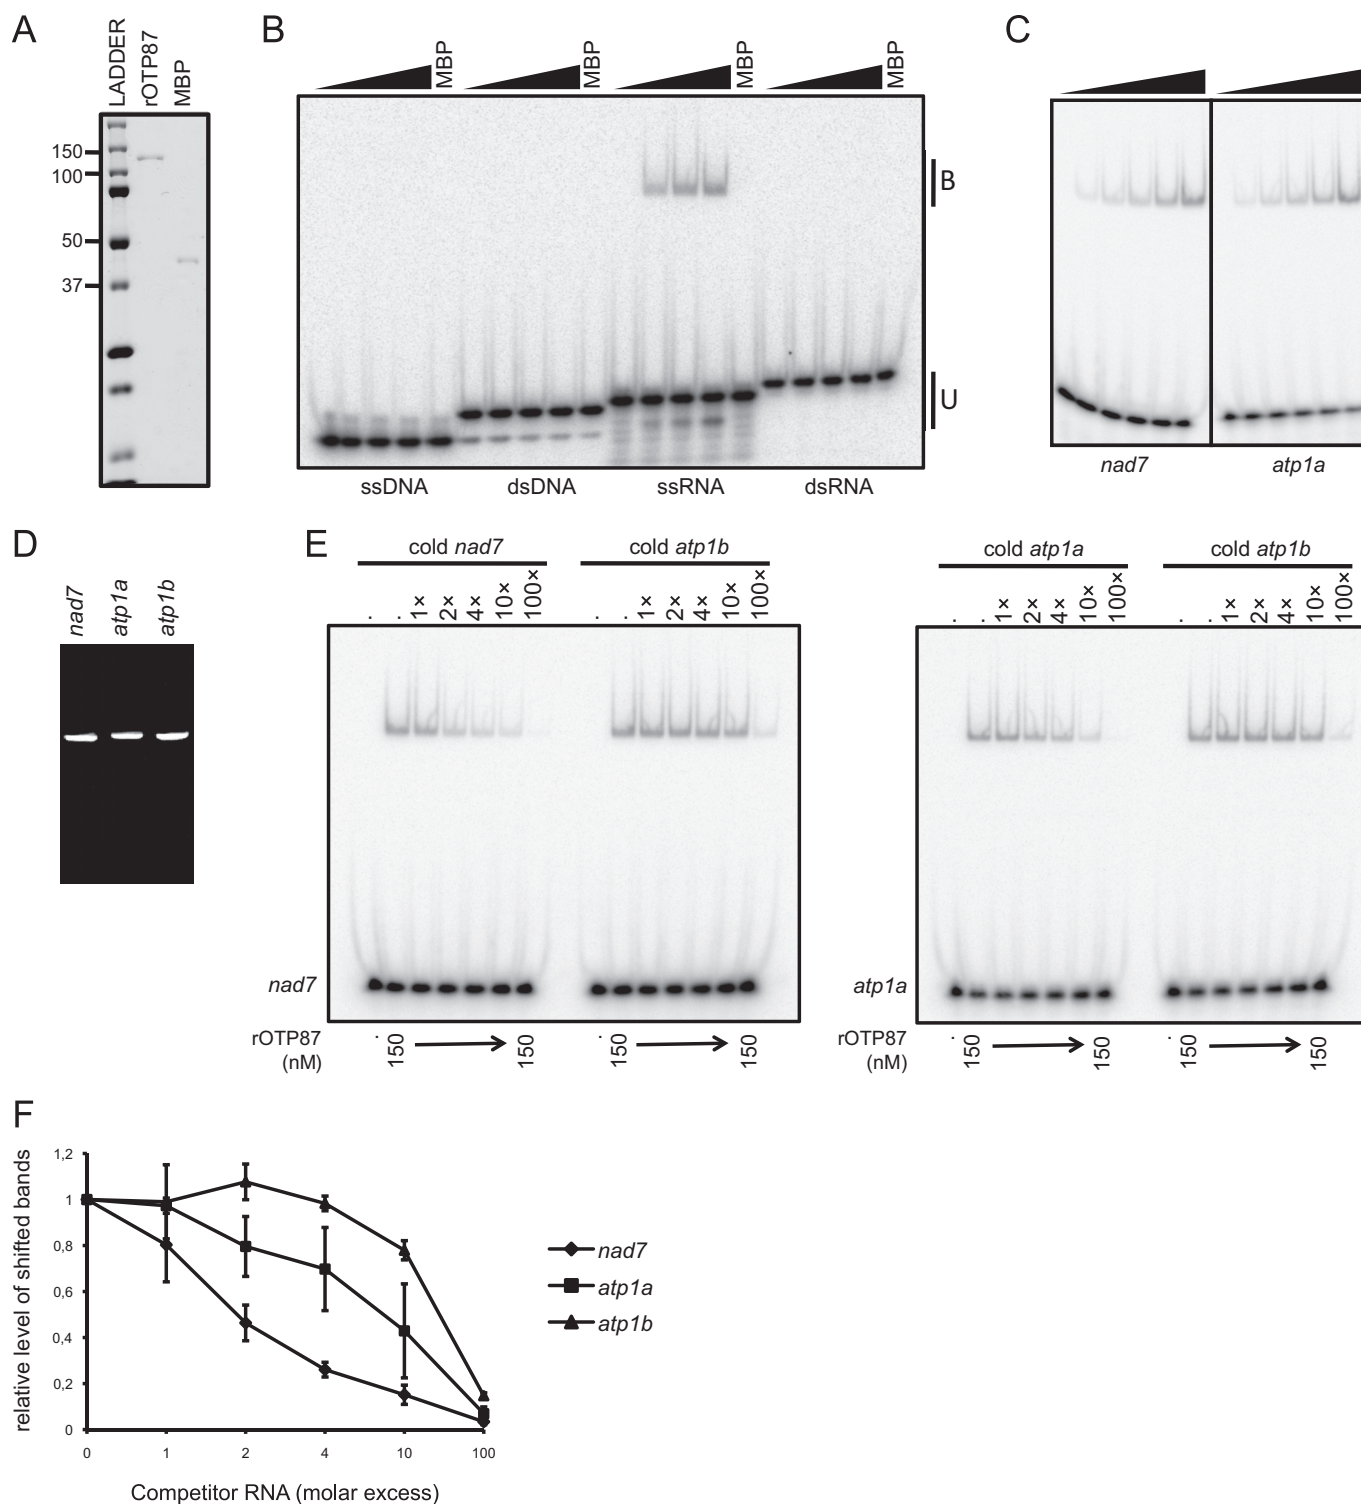 A
LADDER
rOTP87
MBP
150
100
50
37
B
MBP
MBP
MBP
MBP
B
U
ssDNA
dsDNA
ssRNA
dsRNA
C
nad7
atp1a
D
nad7
atp1a
atp1b
E
cold nad7
cold atp1b
. . 1× 2× 4× 10× 100×
. . 1× 2× 4× 10× 100×
nad7
rOTP87
(nM)
. 150 150
. 150 150
cold atp1a
cold atp1b
. . 1× 2× 4× 10× 100×
. . 1× 2× 4× 10× 100×
atp1a
rOTP87
(nM)
. 150 150
. 150 150
F
relative level of shifted bands
1,2
1
0,8
0,6
0,4
0,2
0
0 1 2 4 10 100
Competitor RNA (molar excess)
nad7
atp1a
atp1b